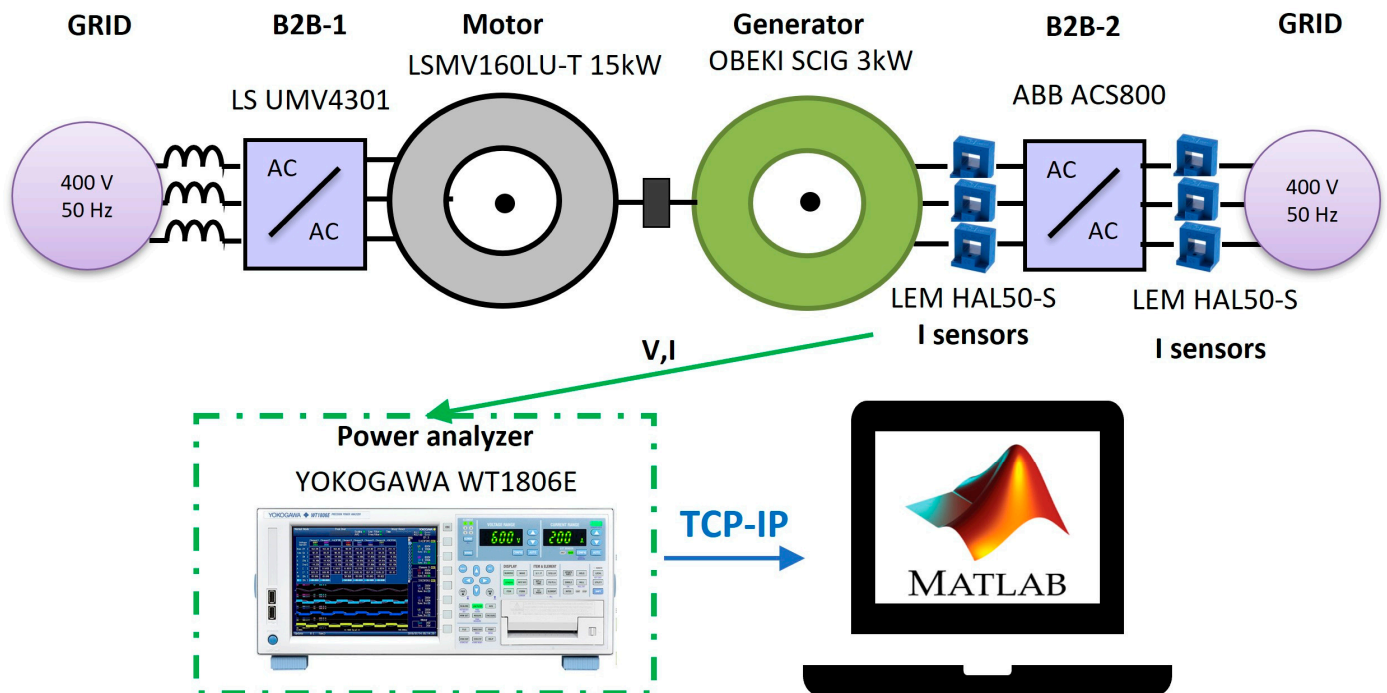 GRID
B2B-1
Motor
Generator
B2B-2
GRID
LSMV160LU-T 15kW
OBEKI SCIG 3kW
LS UMV4301
ABB ACS800
400 V
50 Hz
AC
AC
AC
AC
400 V
50 Hz
LEM HAL50-S
I sensors
LEM HAL50-S
I sensors
V,I
Power analyzer
YOKOGAWA WT1806E
YOKOGAWA
TCP-IP
MATLAB